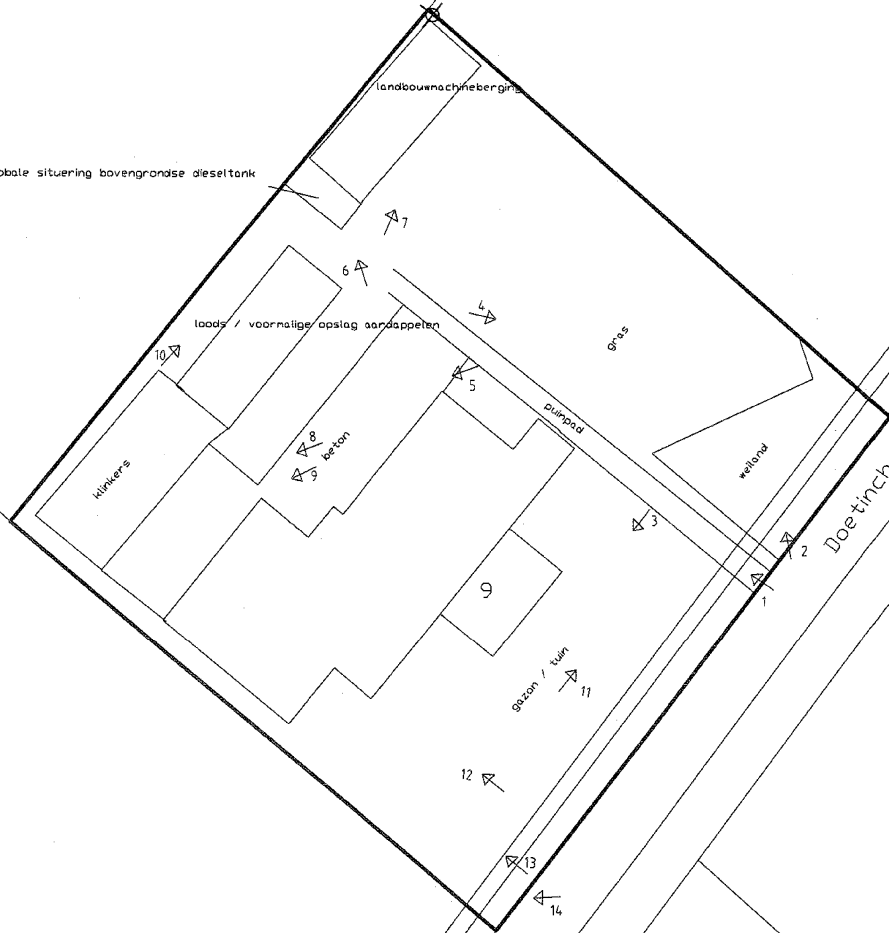 landbouwmachineberging
obale situering bovengrondse dieseltank
7
6
4
gras
loods / voormalige opslag aardappelen
10
5
puinpad
8
beton
9
klinkers
weiland
Doetinch
3
2
9
1
gazon / tuin
11
12
13
14